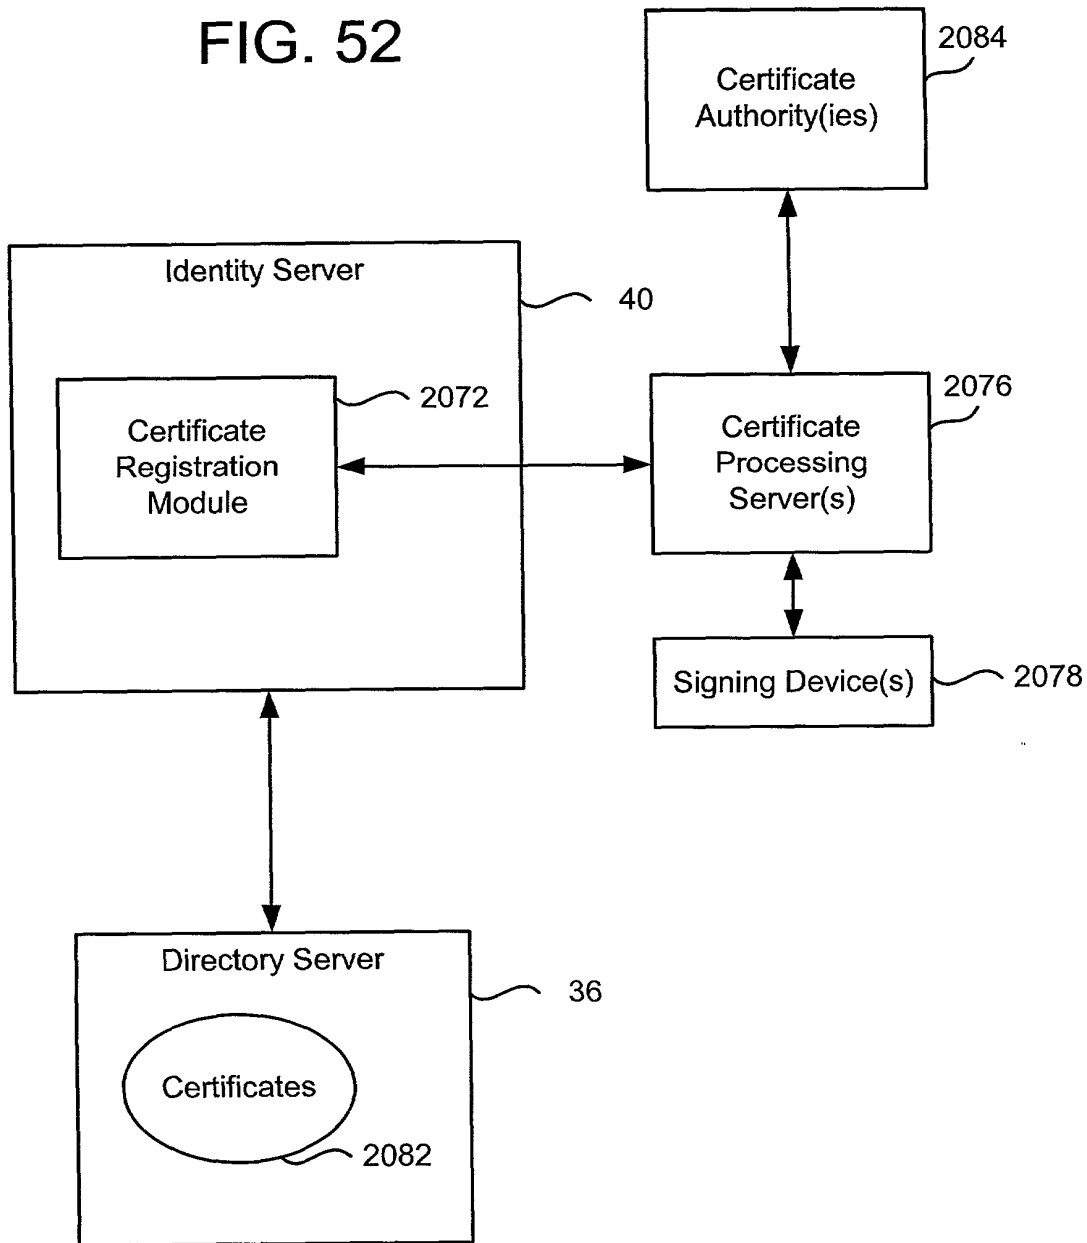 FIG. 52
Certificate
Authority(ies)
2084
Identity Server
40
Certificate
Registration
Module
2072
Certificate
Processing
Server(s)
2076
Signing Device(s)
2078
Directory Server
36
Certificates
2082